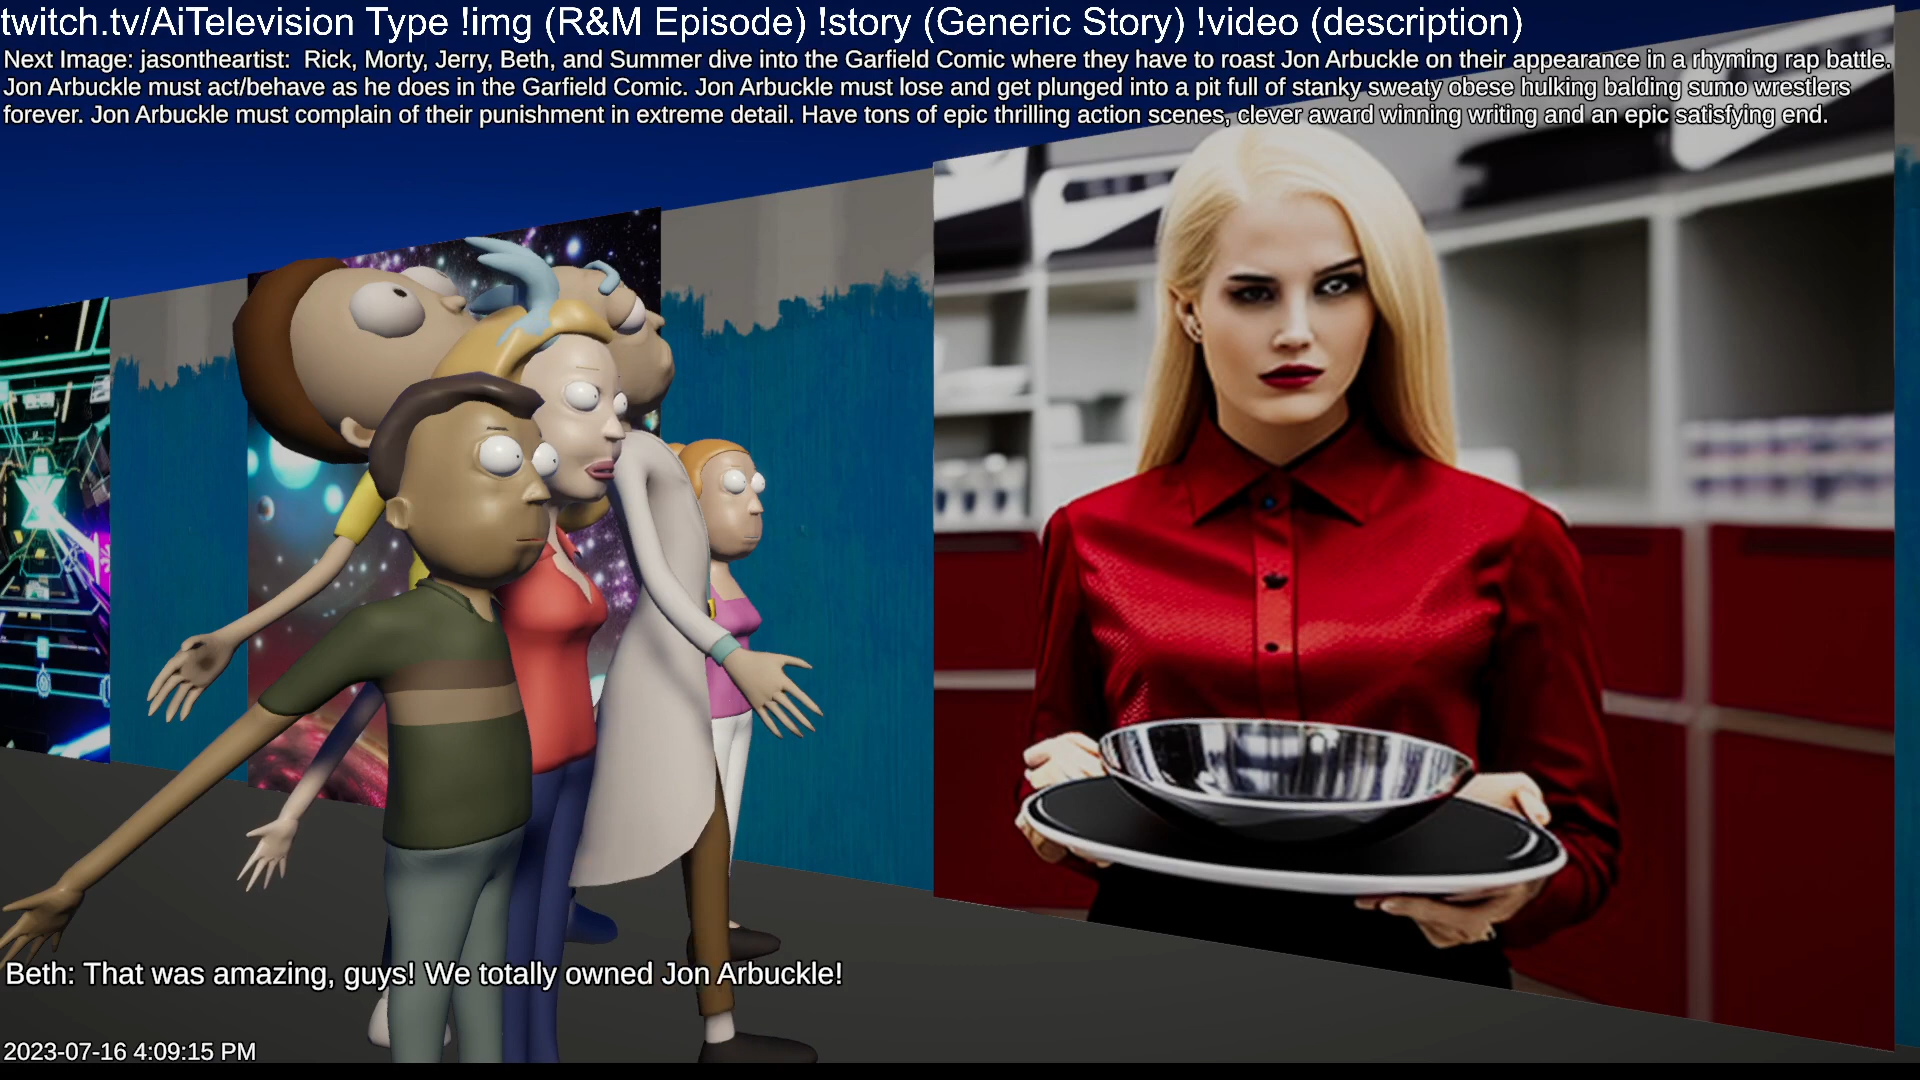 twitch.tv/AiTelevision Type !img (R&M Episode) !story (Generic Story) !video (description)
Next Image: jasontheartist:  Rick, Morty, Jerry, Beth, and Summer dive into the Garfield Comic where they have to roast Jon Arbuckle on their appearance in a rhyming rap battle.
Jon Arbuckle must act/behave as he does in the Garfield Comic. Jon Arbuckle must lose and get plunged into a pit full of stanky sweaty obese hulking balding sumo wrestlers
forever. Jon Arbuckle must complain of their punishment in extreme detail. Have tons of epic thrilling action scenes, clever award winning writing and an epic satisfying end.
Beth: That was amazing, guys! We totally owned Jon Arbuckle!
2023-07-16 4:09:15 PM